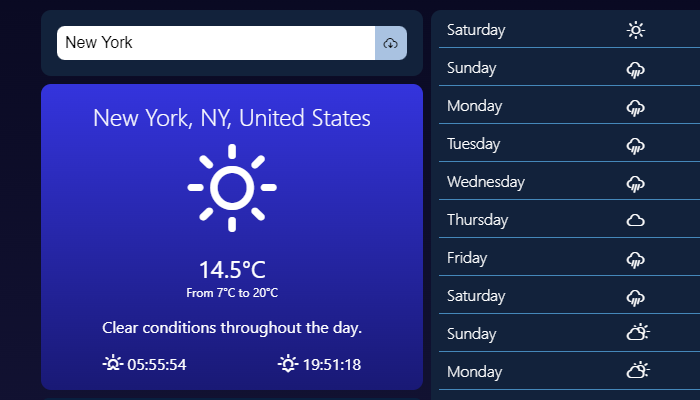 New York
New York, NY, United States
14.5°C
From 7°C to 20°C
Clear conditions throughout the day.
05:55:54
19:51:18
Saturday
Sunday
Monday
Tuesday
Wednesday
Thursday
Friday
Saturday
Sunday
Monday